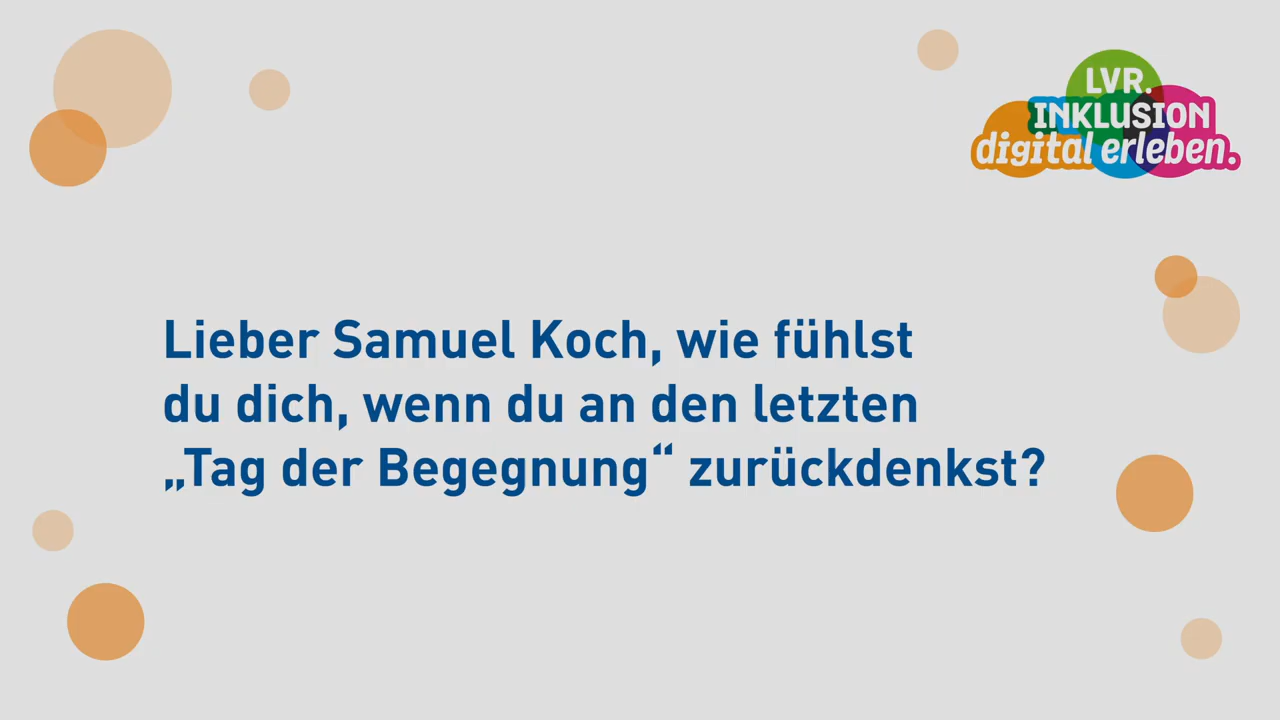 LVR.
INKLUSION
digital erleben.
Lieber Samuel Koch, wie fühlst
du dich, wenn du an den letzten
„Tag der Begegnung“ zurückdenkst?